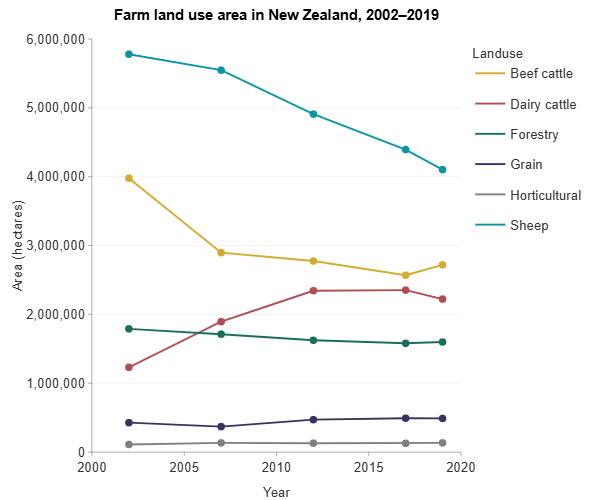 Farm land use area in New Zealand, 2002–2019
6,000,000
5,000,000
4,000,000
3,000,000
2,000,000
1,000,000
0
Area (hectares)
2000
2005
2010
2015
2020
Year
Landuse
Beef cattle
Dairy cattle
Forestry
Grain
Horticultural
Sheep